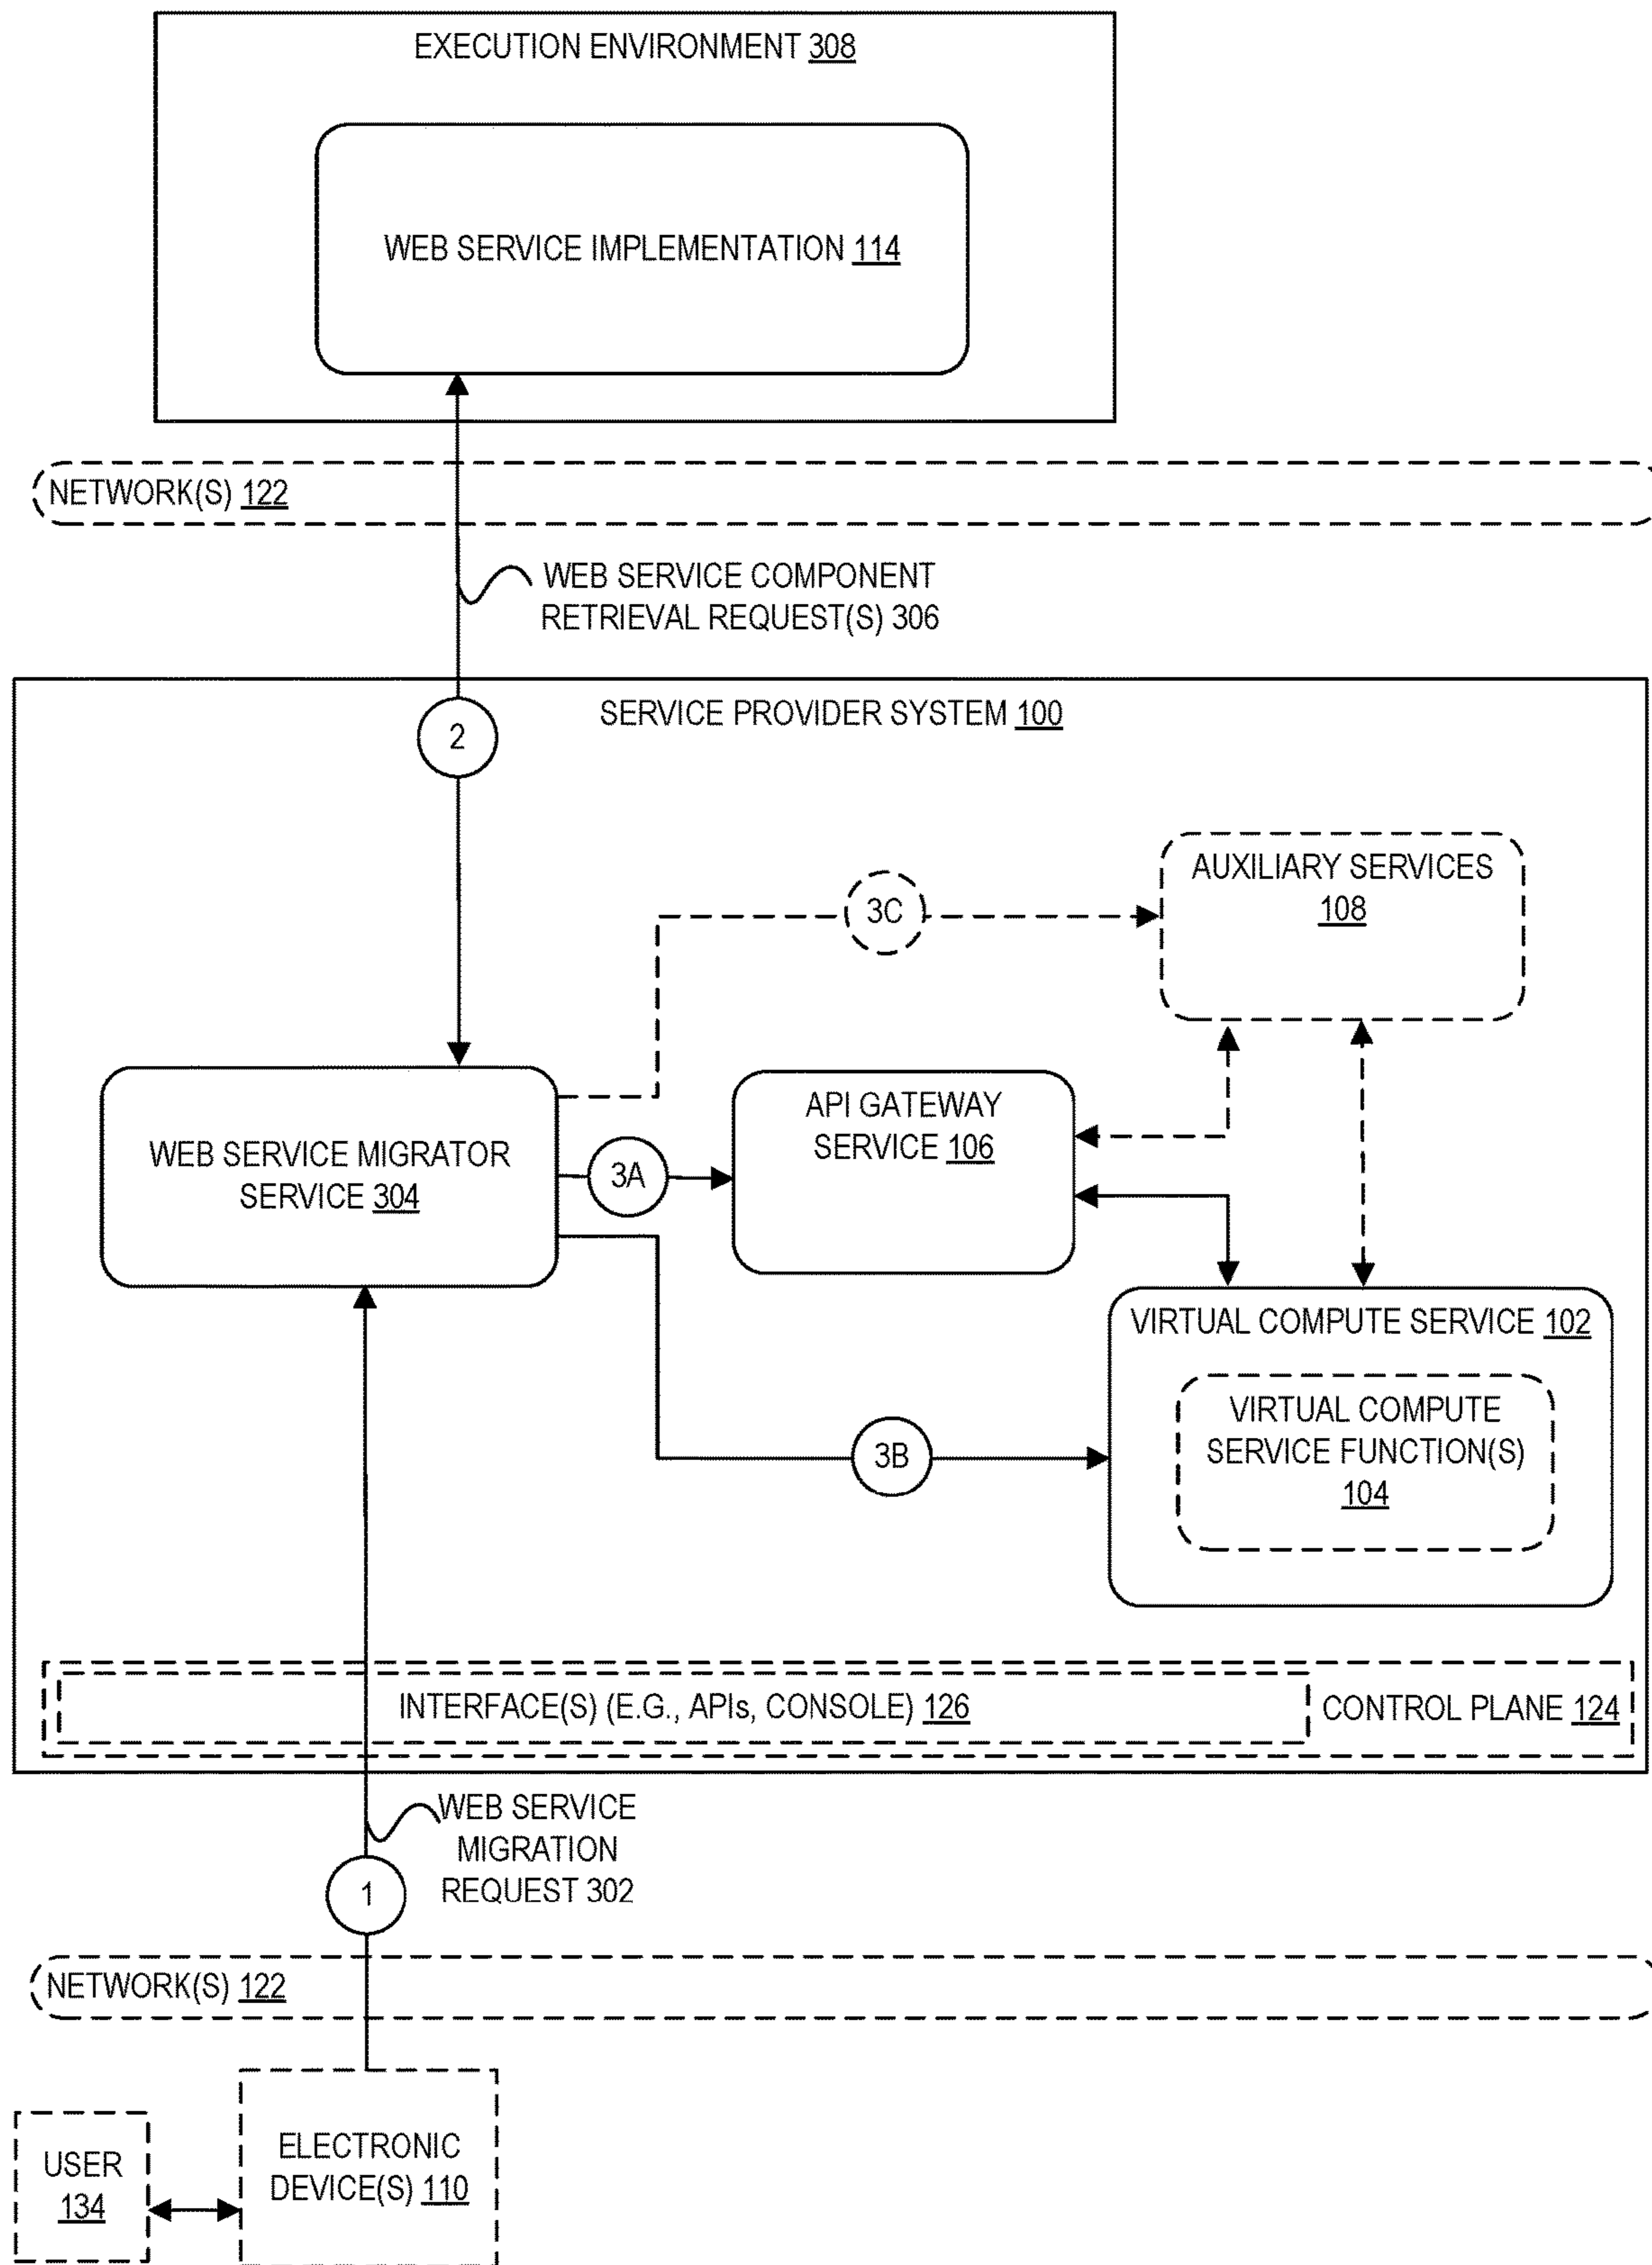 EXECUTION ENVIRONMENT 308
WEB SERVICE IMPLEMENTATION 114
NETWORK(S) 122
WEB SERVICE COMPONENT
RETRIEVAL REQUEST(S) 306
SERVICE PROVIDER SYSTEM 100
2
AUXILIARY SERVICES
108
3C
API GATEWAY
SERVICE 106
WEB SERVICE MIGRATOR
SERVICE 304
3A
VIRTUAL COMPUTE SERVICE 102
VIRTUAL COMPUTE
SERVICE FUNCTION(S)
104
3B
INTERFACE(S) (E.G., APIs, CONSOLE) 126
CONTROL PLANE 124
WEB SERVICE
MIGRATION
REQUEST 302
1
NETWORK(S) 122
ELECTRONIC
DEVICE(S) 110
USER
134